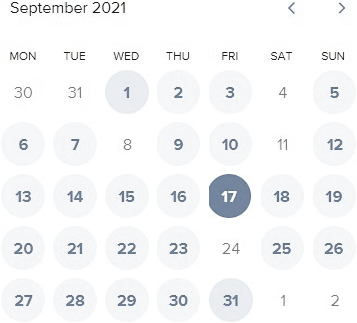 September 2021
MON TUE WED THU FRI SAT SUN
30 31 1 2 3 4 5
6 7 8 9 10 11 12
13 14 15 16 17 18 19
20 21 22 23 24 25 26
27 28 29 30 31 1 2